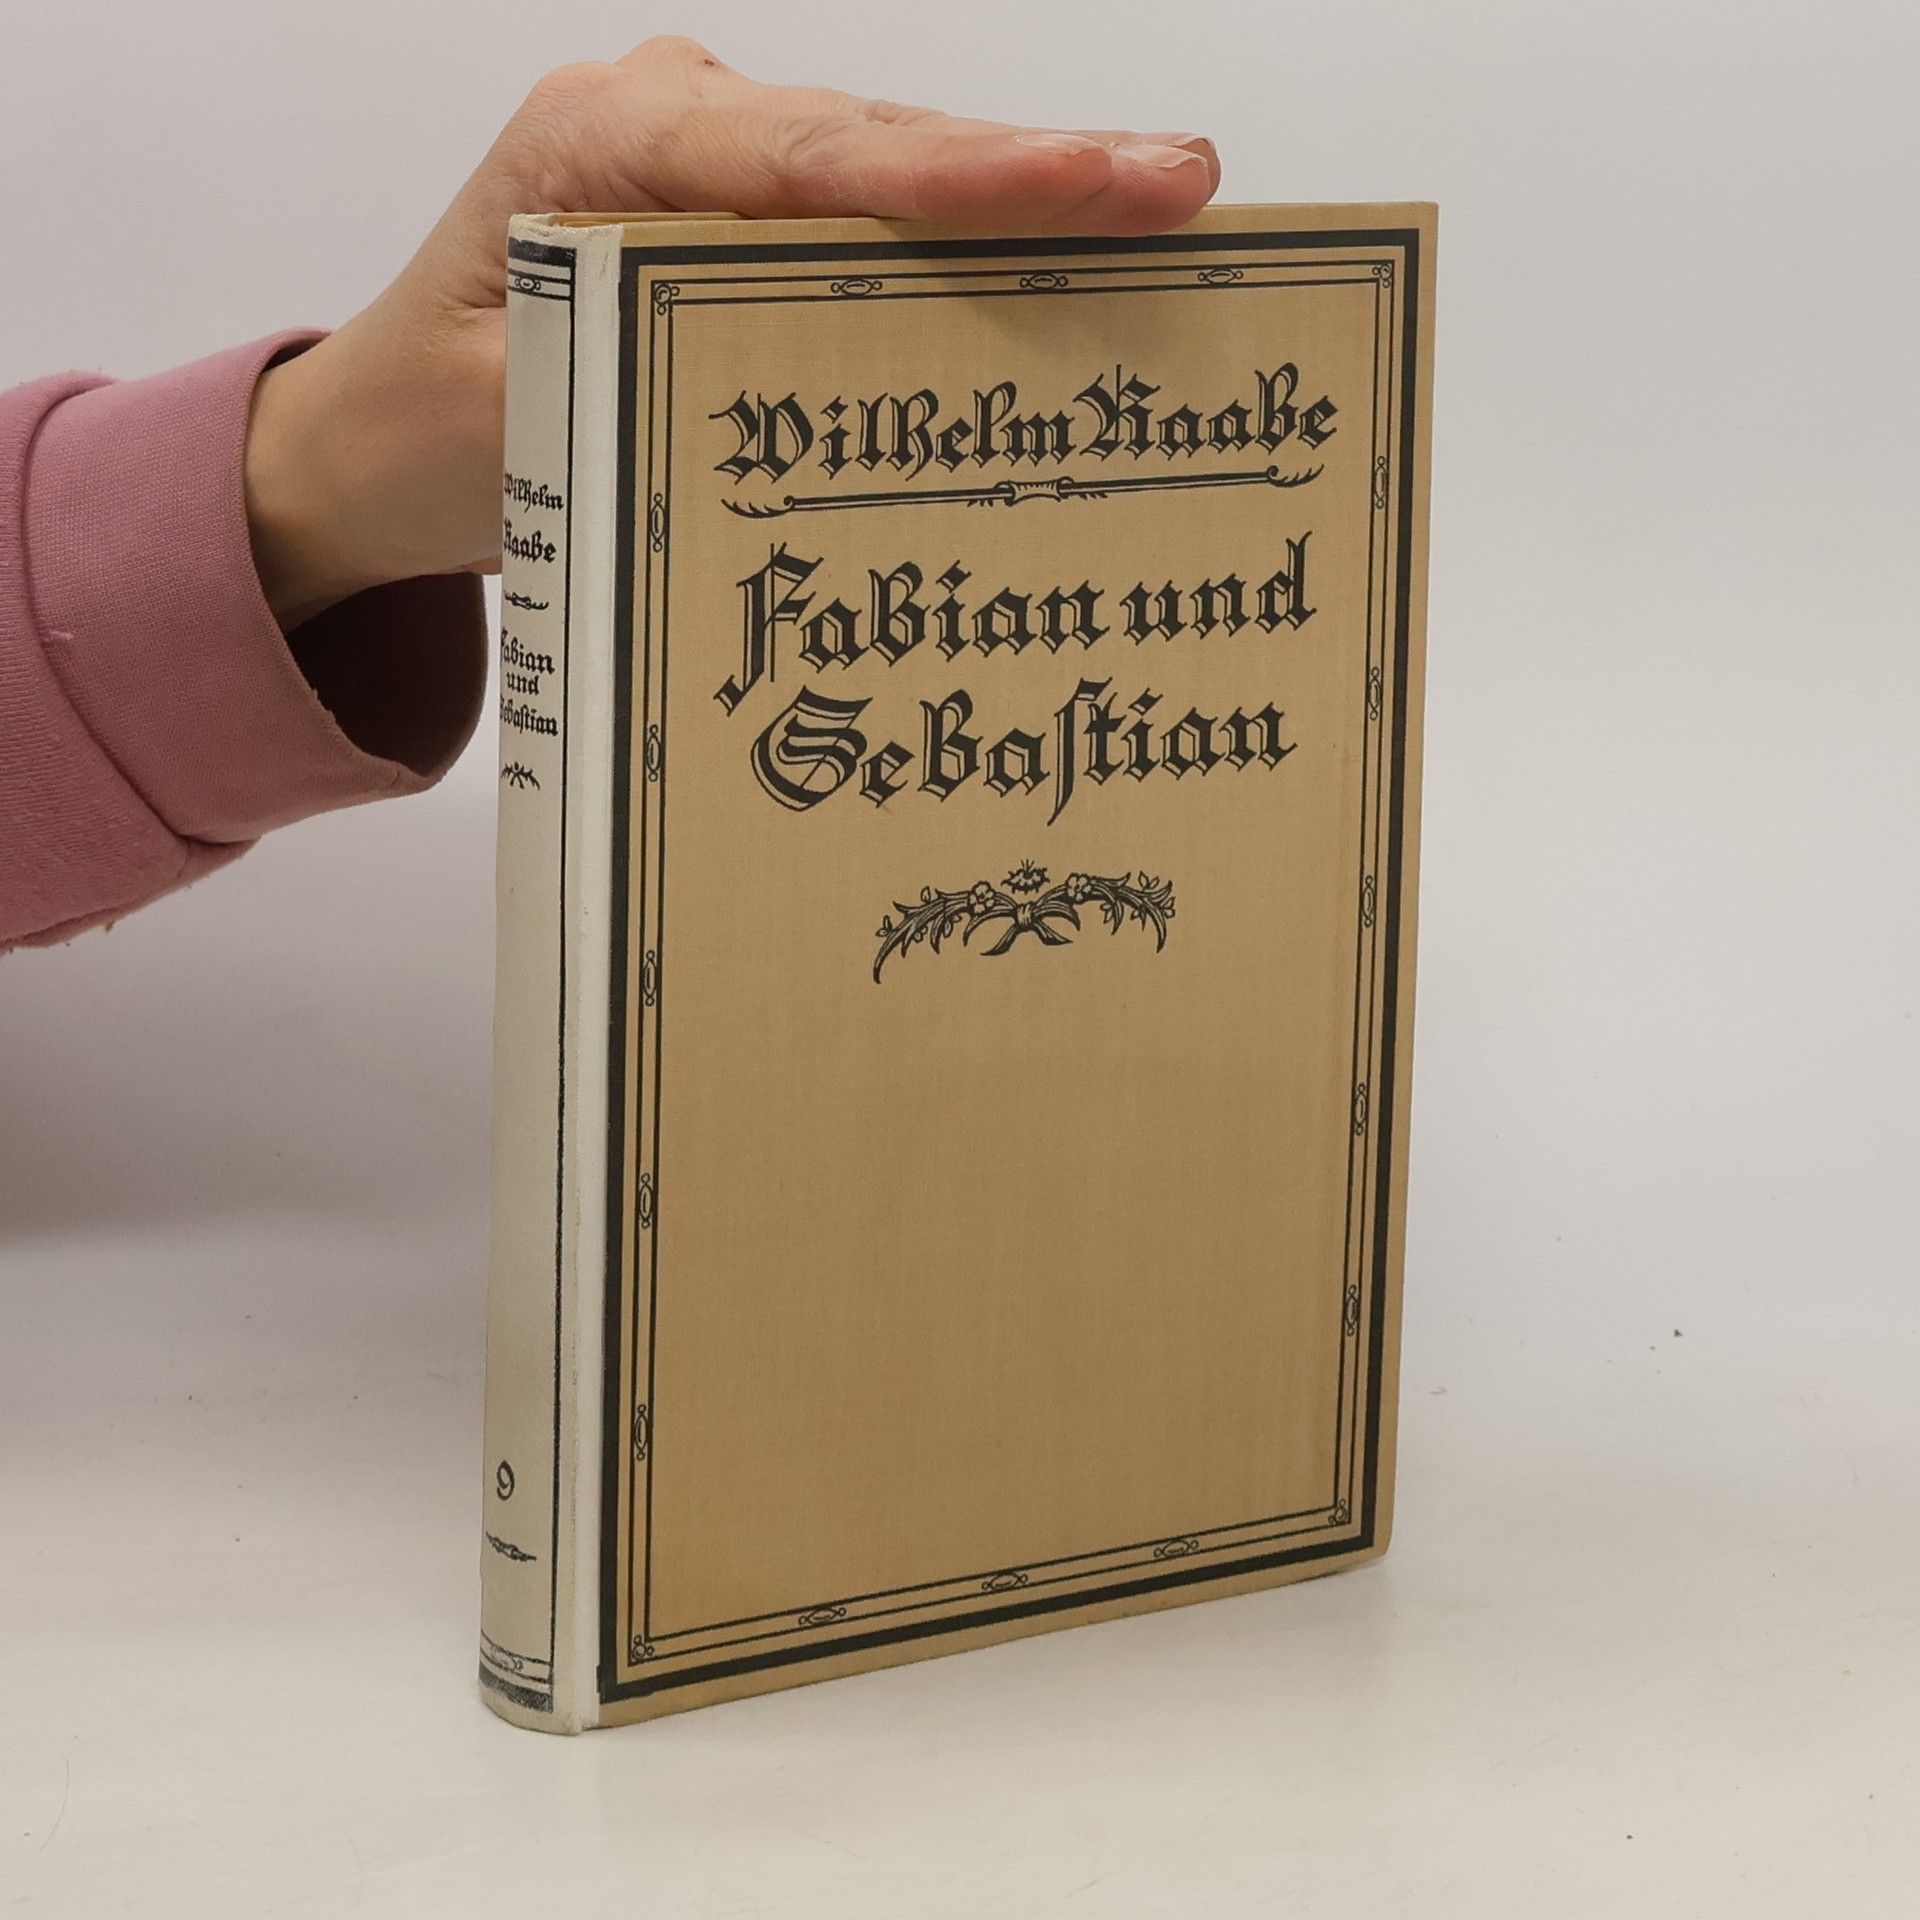 Wilhelm Raabe
Fabian und
Sebaſtian
Wilhelm
Raabe
Fabian
und
Sebaſtian
9